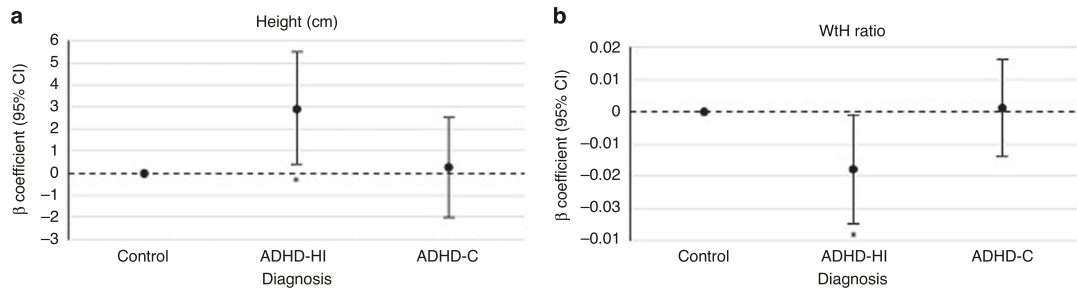 a
Height (cm)
β coefficient (95% CI)
6
5
4
3
2
1
0
–1
–2
–3
*
Control
ADHD-HI
ADHD-C
Diagnosis
b
WtH ratio
β coefficient (95% CI)
0.02
0.01
0
–0.01
–0.02
–0.03
–0.01
*
Control
ADHD-HI
ADHD-C
Diagnosis